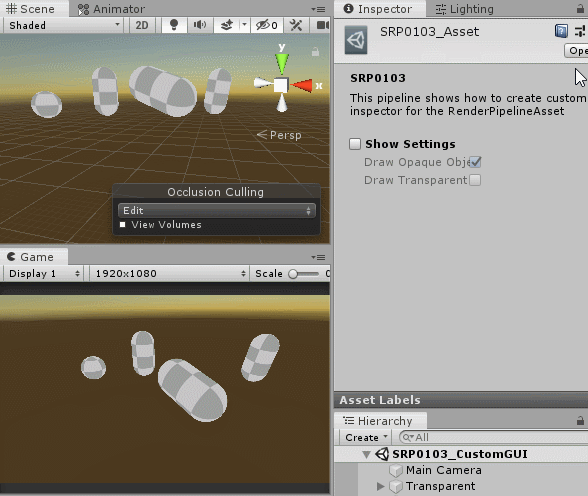 Scene Animator
Shaded 2D 0
y
x
Persp
Occlusion Culling
Edit
View Volumes
Game
Display 1 1920x1080 Scale
Inspector Lighting
SRP0103_Asset
Ope
SRP0103
This pipeline shows how to create custom
inspector for the RenderPipelineAsset
Show Settings
Draw Opaque Obje
Draw Transparent
Asset Labels
Hierarchy
Create All
SRP0103_CustomGUI
Main Camera
Transparent